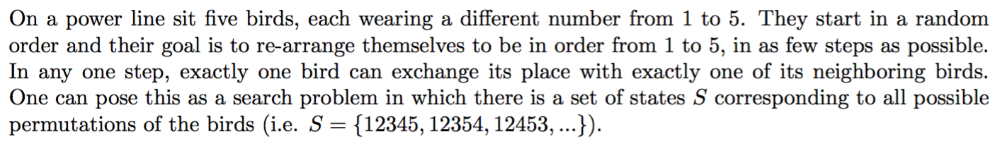 On a power line sit five birds, each wearing a different number from 1 to 5. They start in a random
order and their goal is to re-arrange themselves to be in order from 1 to 5, in as few steps as possible.
In any one step, exactly one bird can exchange its place with exactly one of its neighboring birds.
One can pose this as a search problem in which there is a set of states S corresponding to all possible
permutations of the birds (i.e. S = {12345, 12354, 12453, ...}).